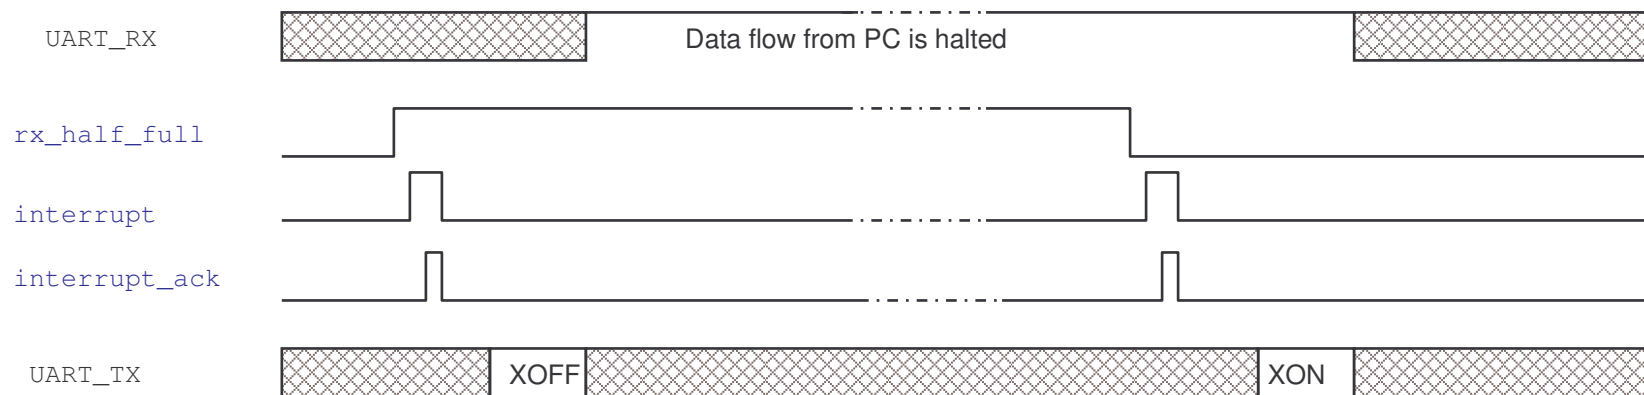 UART_RX
Data flow from PC is halted
rx_half_full
interrupt
interrupt_ack
UART_TX
XOFF
XON